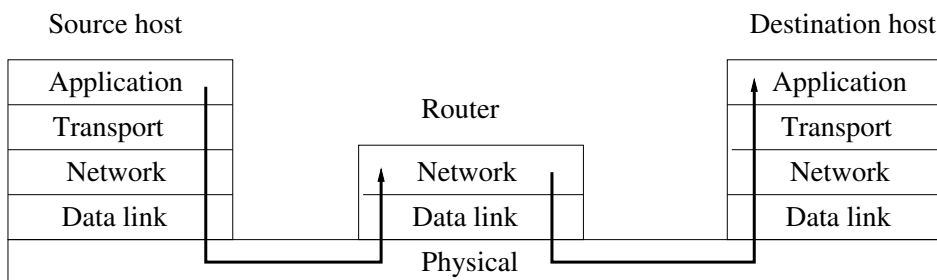 Source host
Destination host
Application
Application
Router
Transport
Transport
Network
Network
Network
Data link
Data link
Data link
Physical